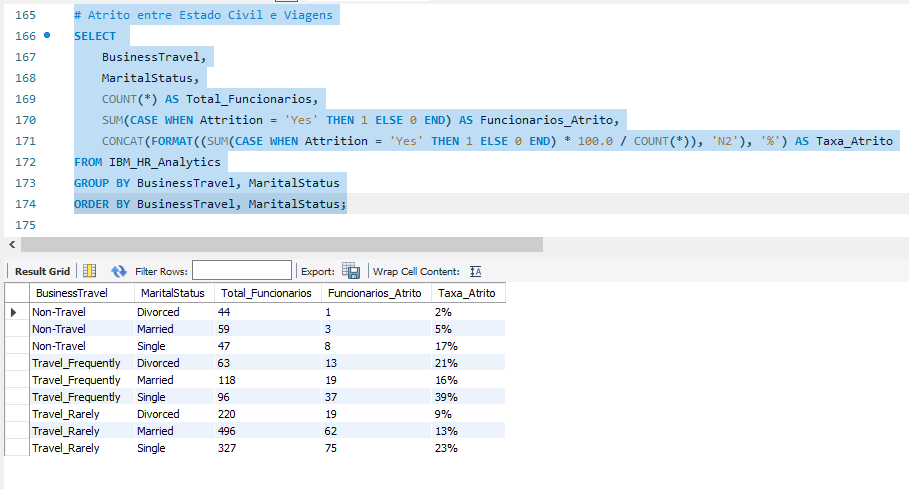 165 # Atrito entre Estado Civil e Viagens
166 SELECT
167 BusinessTravel,
168 MaritalStatus,
169 COUNT(*) AS Total_Funcionarios,
170 SUM(CASE WHEN Attrition = 'Yes' THEN 1 ELSE 0 END) AS Funcionarios_Atrito,
171 CONCAT(FORMAT((SUM(CASE WHEN Attrition = 'Yes' THEN 1 ELSE 0 END) * 100.0 / COUNT(*)), 'N2'), '%') AS Taxa_Atrito
172 FROM IBM_HR_Analytics
173 GROUP BY BusinessTravel, MaritalStatus
174 ORDER BY BusinessTravel, MaritalStatus;
175
Result Grid Filter Rows: Export: Wrap Cell Content: IA
BusinessTravel MaritalStatus Total_Funcionarios Funcionarios_Atrito Taxa_Atrito
Non-Travel Divorced 44 1 2%
Non-Travel Married 59 3 5%
Non-Travel Single 47 8 17%
Travel_Frequently Divorced 63 13 21%
Travel_Frequently Married 118 19 16%
Travel_Frequently Single 96 37 39%
Travel_Rarely Divorced 220 19 9%
Travel_Rarely Married 496 62 13%
Travel_Rarely Single 327 75 23%